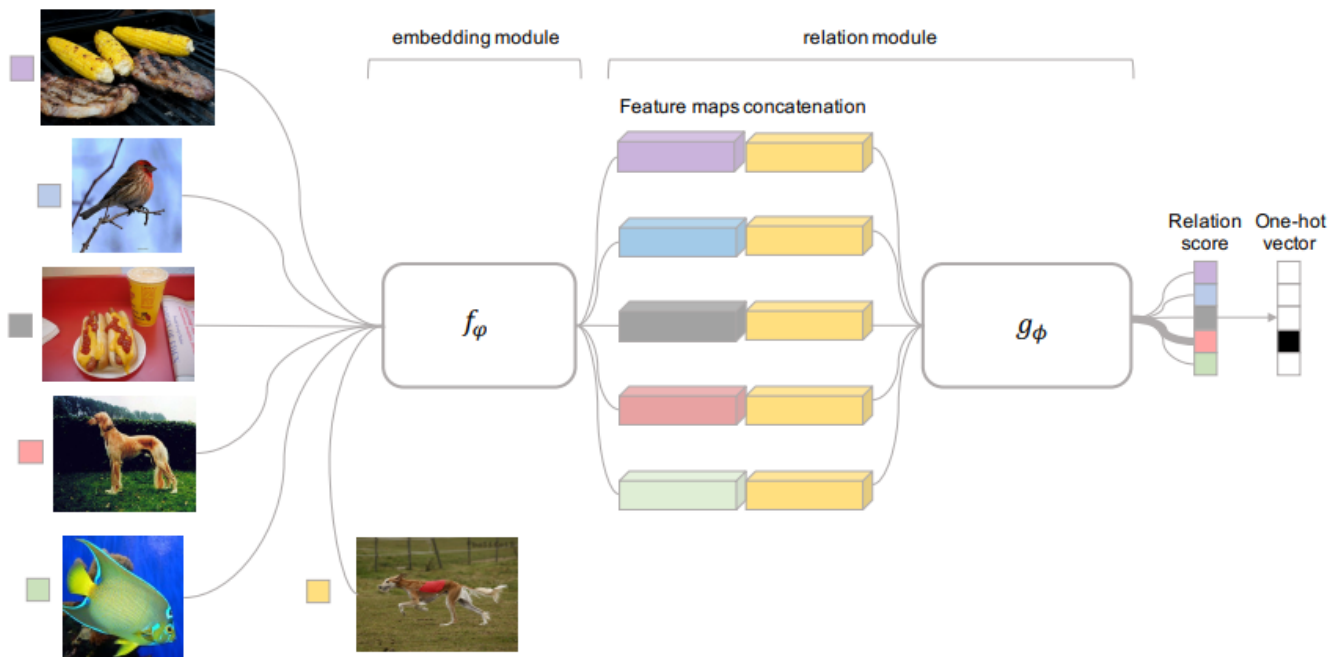 embedding module
relation module
Feature maps concatenation
Relation
score
One-hot
vector
fφ
gϕ